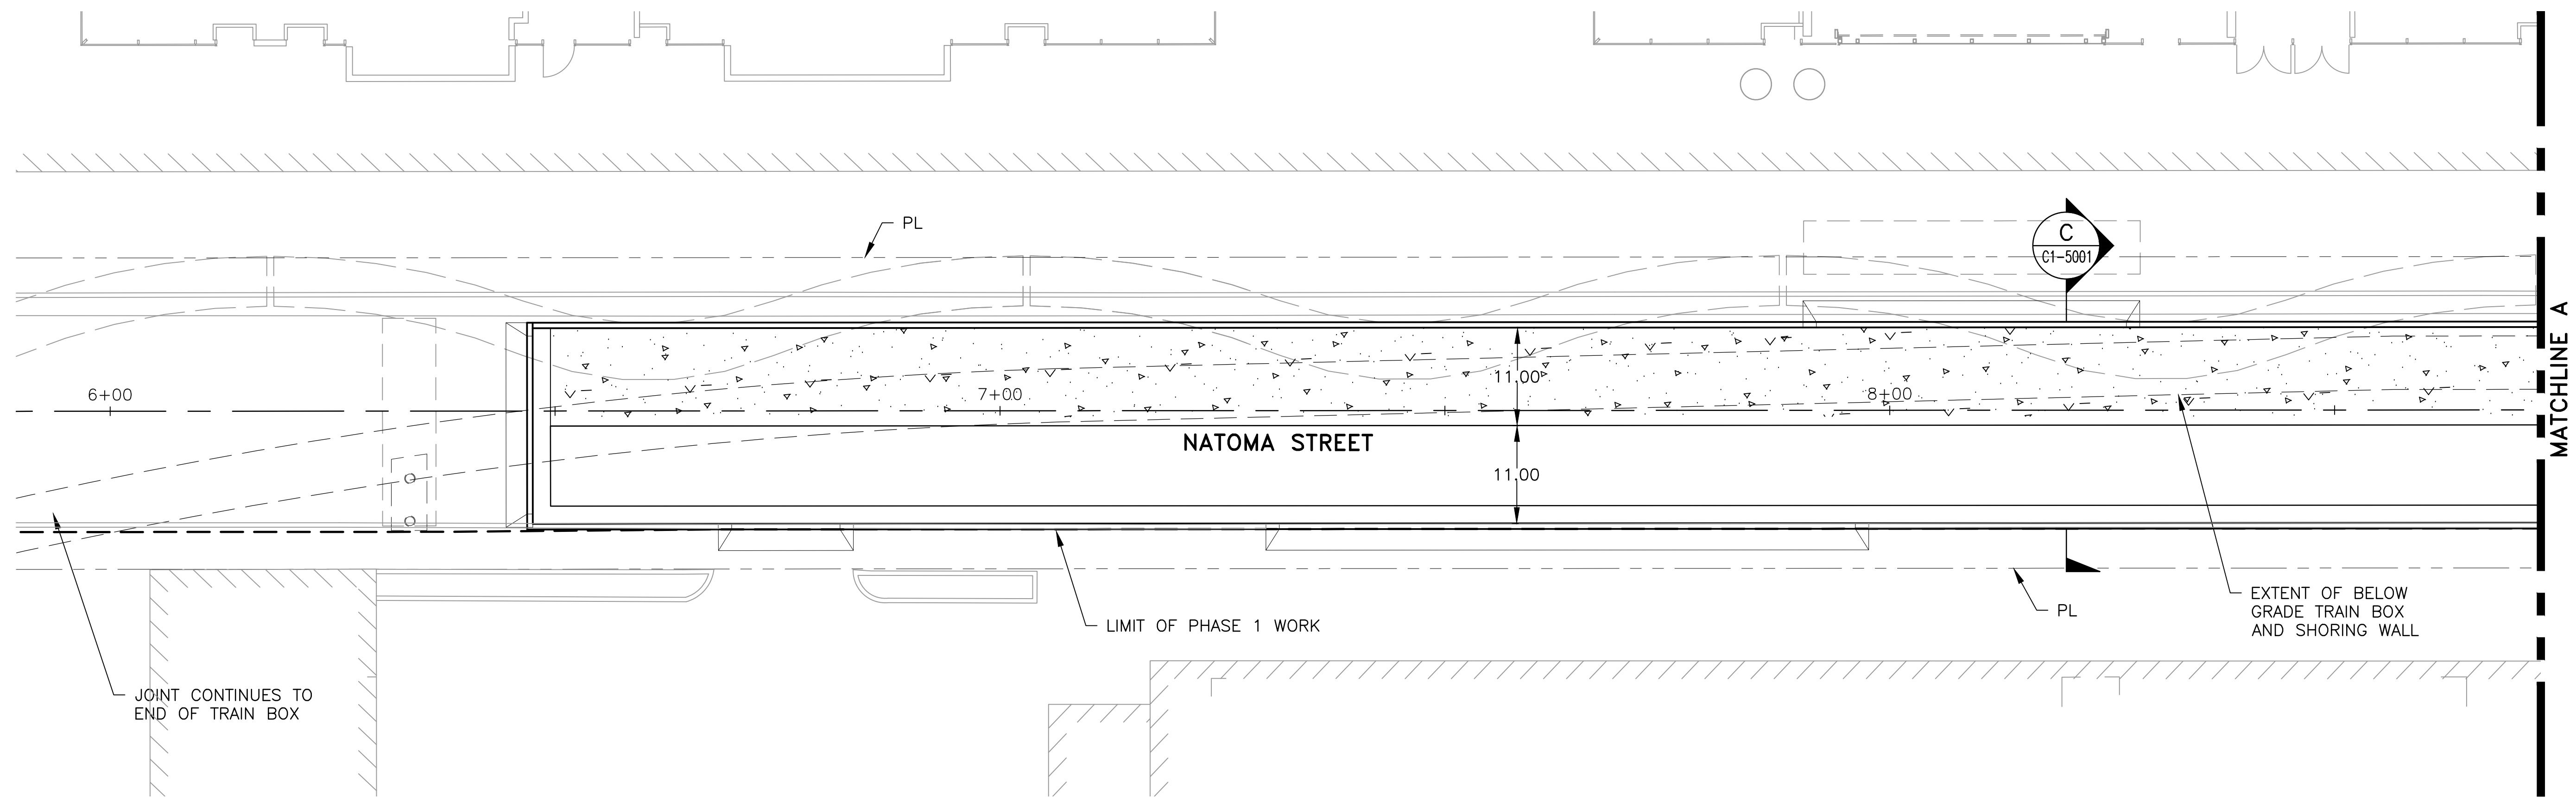 PL
C
C1-5001
MATCHLINE A
6+00
7+00
8+00
11.00
NATOMA STREET
11.00
LIMIT OF PHASE 1 WORK
PL
EXTENT OF BELOW
GRADE TRAIN BOX
AND SHORING WALL
JOINT CONTINUES TO
END OF TRAIN BOX